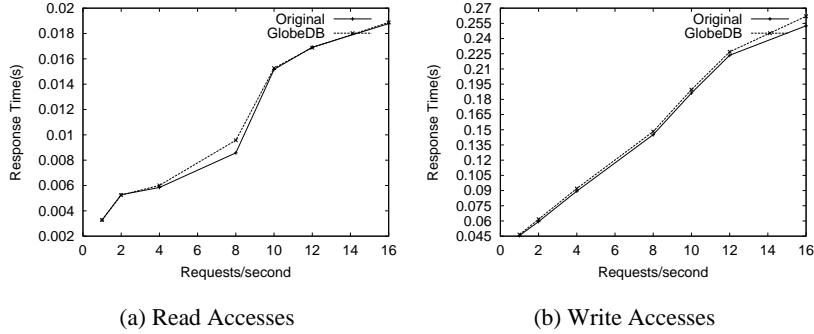 0.02
0.018
0.016
0.014
0.012
0.01
0.008
0.006
0.004
0.002
0 2 4 6 8 10 12 14 16
Response Time(s)
Requests/second
Original
GlobeDB
(a) Read Accesses
0.27
0.255
0.24
0.225
0.21
0.195
0.18
0.165
0.15
0.135
0.12
0.105
0.09
0.075
0.06
0.045
0 2 4 6 8 10 12 14 16
Response Time(s)
Requests/second
Original
GlobeDB
(b) Write Accesses